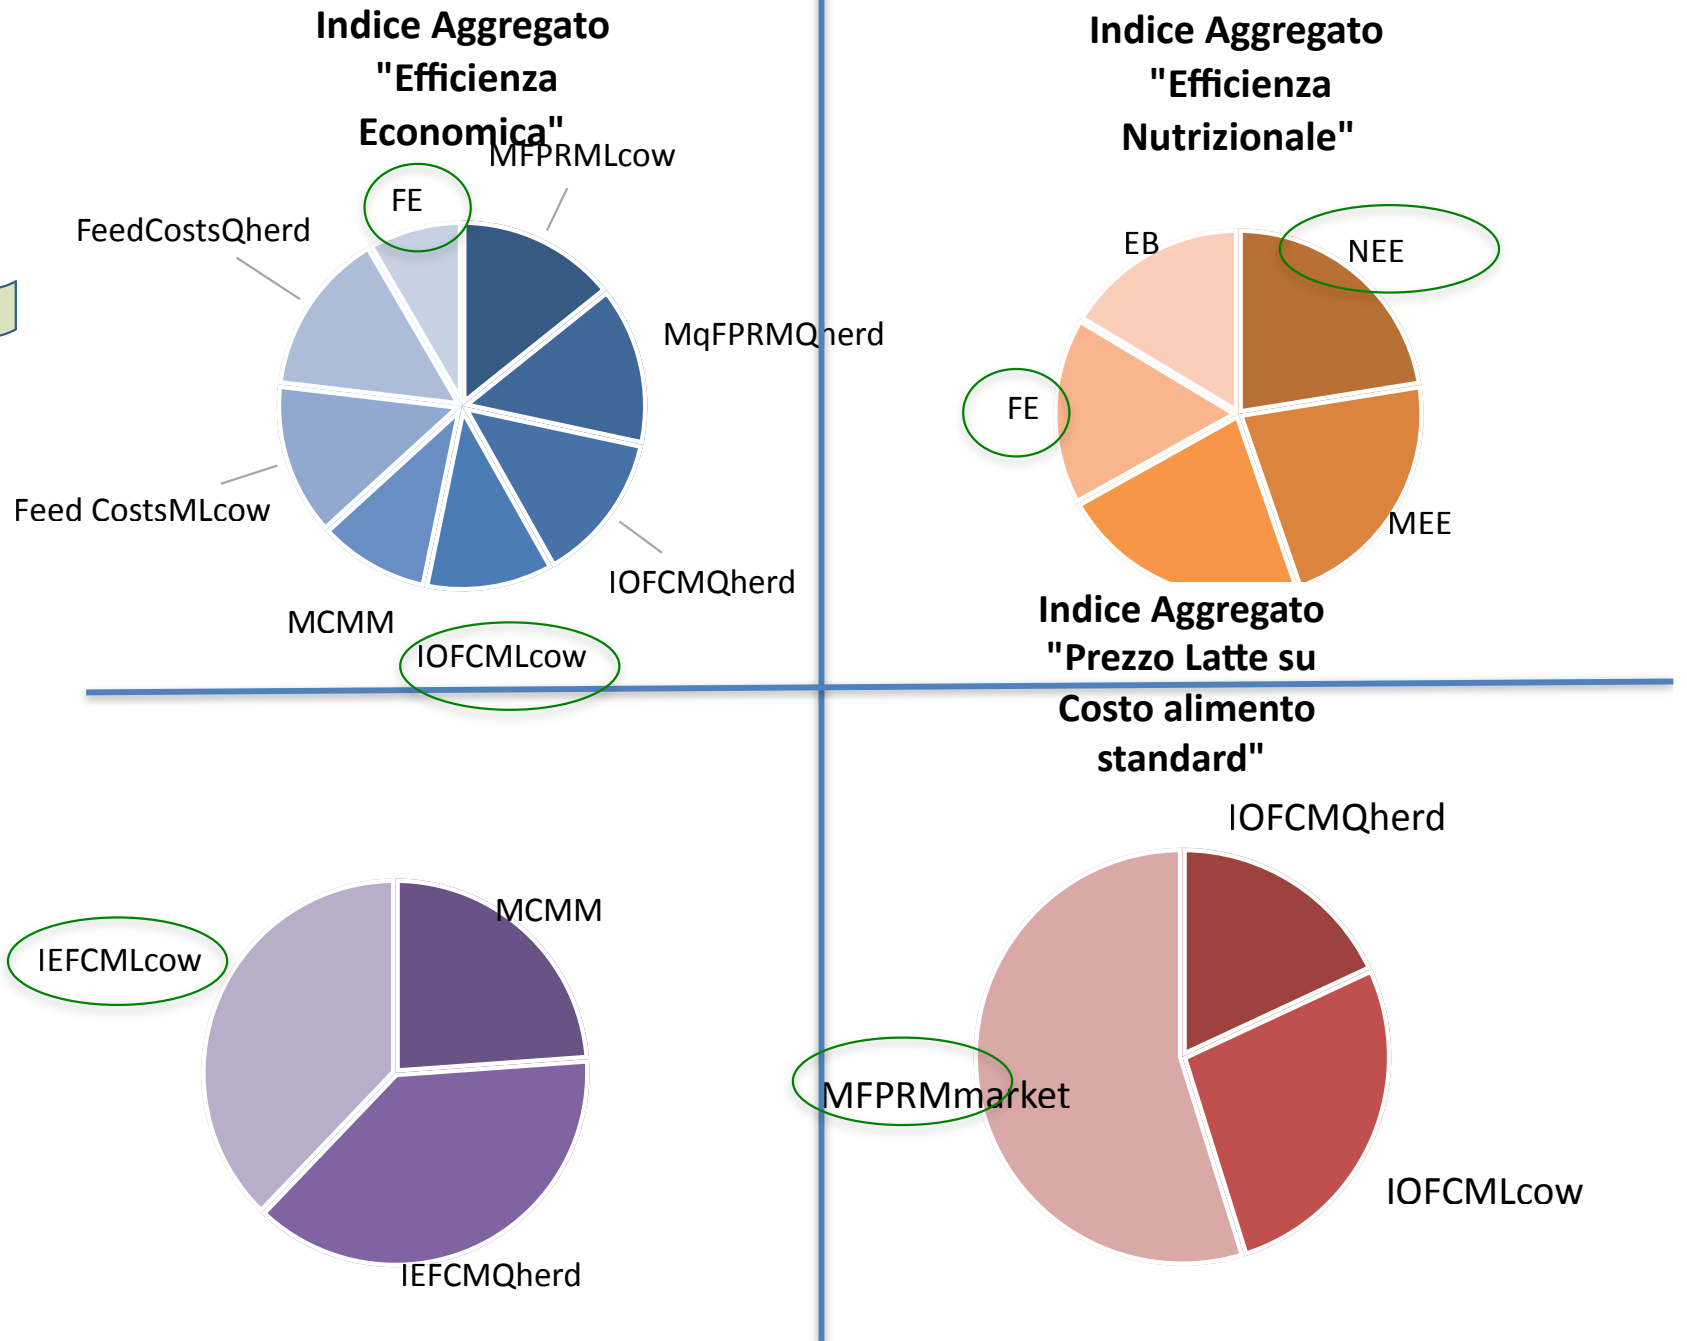 Indice Aggregato
"Efficienza
Economica"
MFPRMLcow
FE
FeedCostsQherd
MqFPRMQherd
Feed CostsMLcow
IOFCMQherd
MCMM
IOFCMLcow
Indice Aggregato
"Efficienza
Nutrizionale"
EB
NEE
FE
MEE
MCMM
IEFCMLcow
IEFCMQherd
Indice Aggregato
"Prezzo Latte su
Costo alimento
standard"
IOFCMQherd
MFPRMmarket
IOFCMLcow